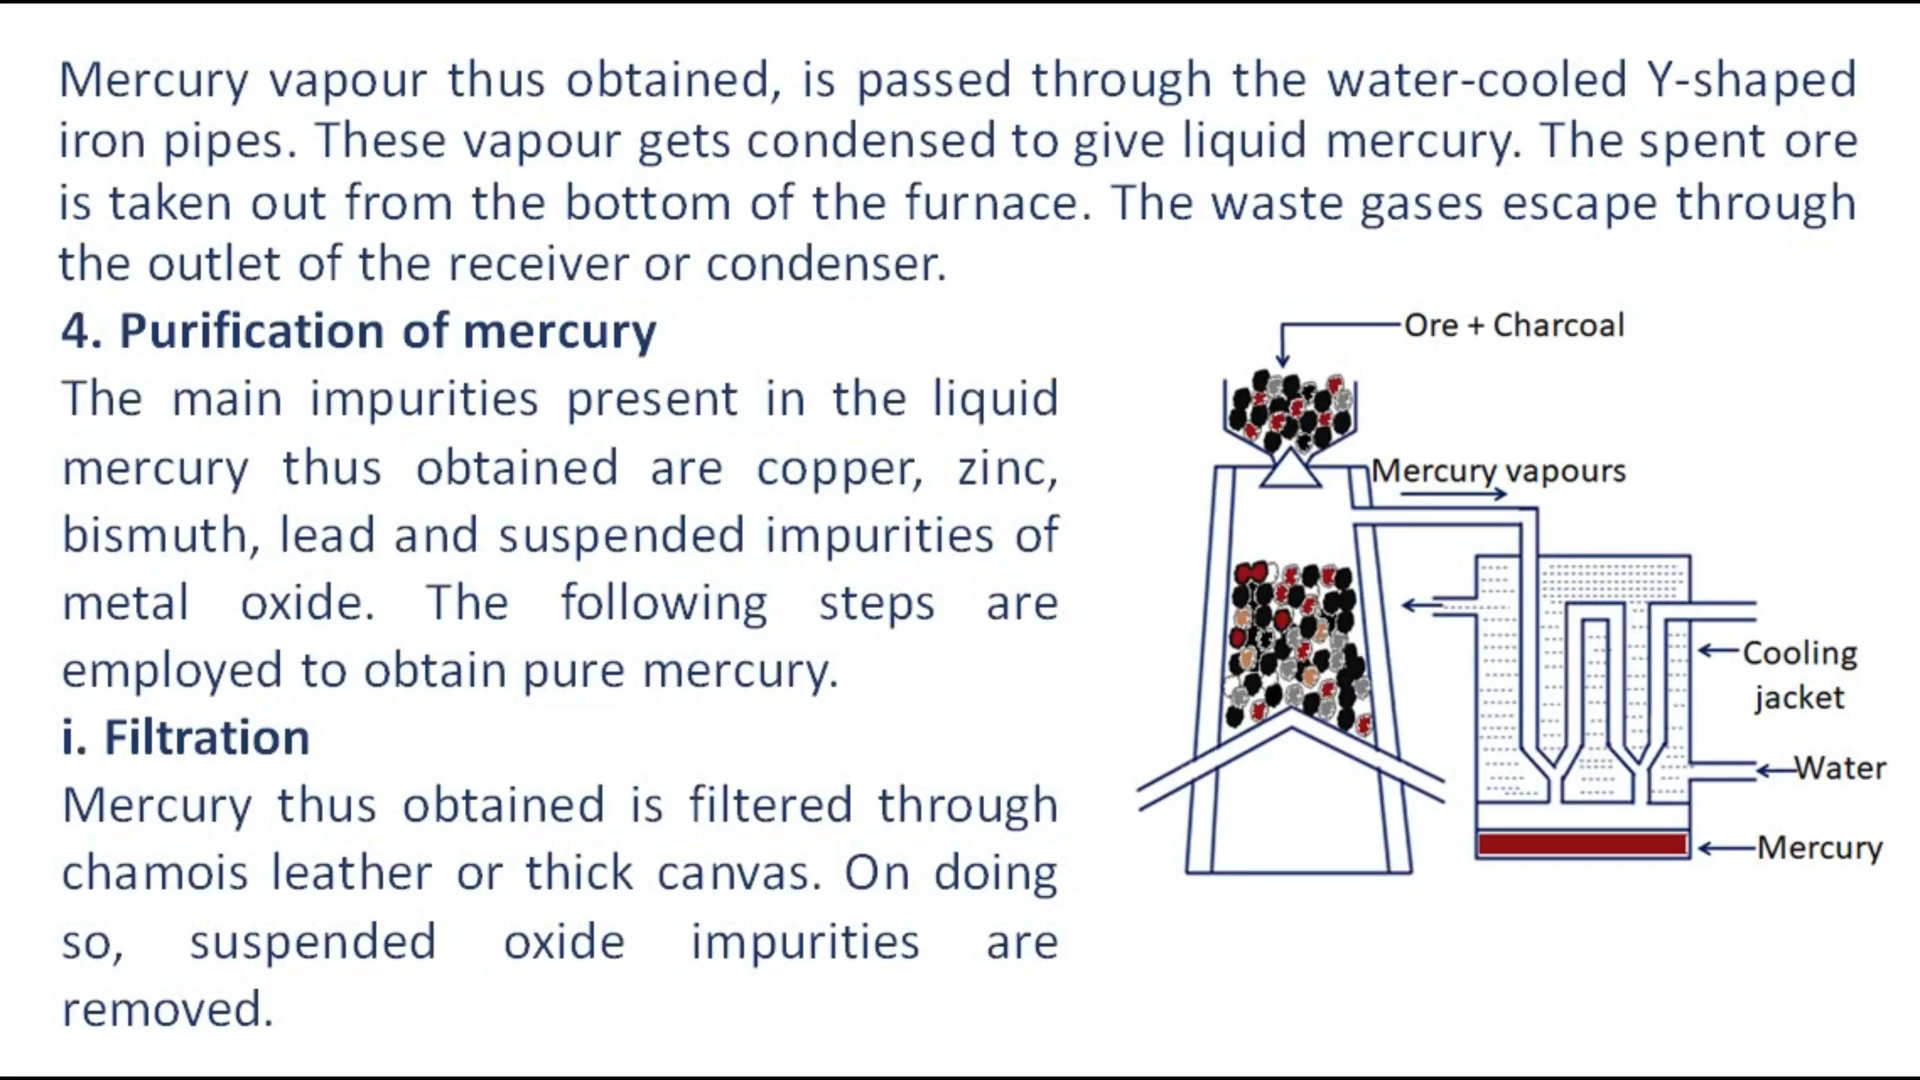 Mercury vapour thus obtained, is passed through the water-cooled Y-shaped
iron pipes. These vapour gets condensed to give liquid mercury. The spent ore
is taken out from the bottom of the furnace. The waste gases escape through
the outlet of the receiver or condenser.
4. Purification of mercury
The main impurities present in the liquid
mercury thus obtained are copper, zinc,
bismuth, lead and suspended impurities of
metal oxide. The following steps are
employed to obtain pure mercury.
i. Filtration
Mercury thus obtained is filtered through
chamois leather or thick canvas. On doing
so, suspended oxide impurities are
removed.
Ore + Charcoal
Mercury vapours
Cooling
jacket
Water
Mercury